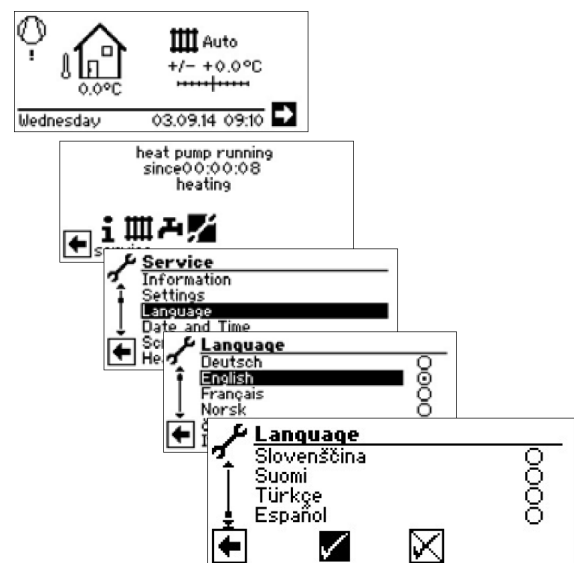 !
Auto
+/- +0.0°C
0.0°C
Wednesday 03.09.14 09:10
heat pump running
since00:00:08
heating
Service
Information
Settings
Language
Date and Time
Language
Deutsch
English
Français
Norsk
Language
Slovenščina
Suomi
Türkçe
Español